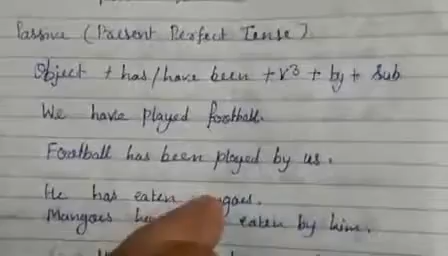 Passive (Present Perfect Tense)
Object + has/have been + V³ + by + Sub
We have played football.
Football has been played by us.
He has eaten
Mangoes eaten by him.